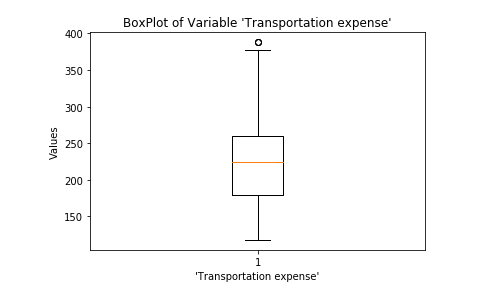 BoxPlot of Variable 'Transportation expense'
400
350
300
250
200
150
Values
1
'Transportation expense'